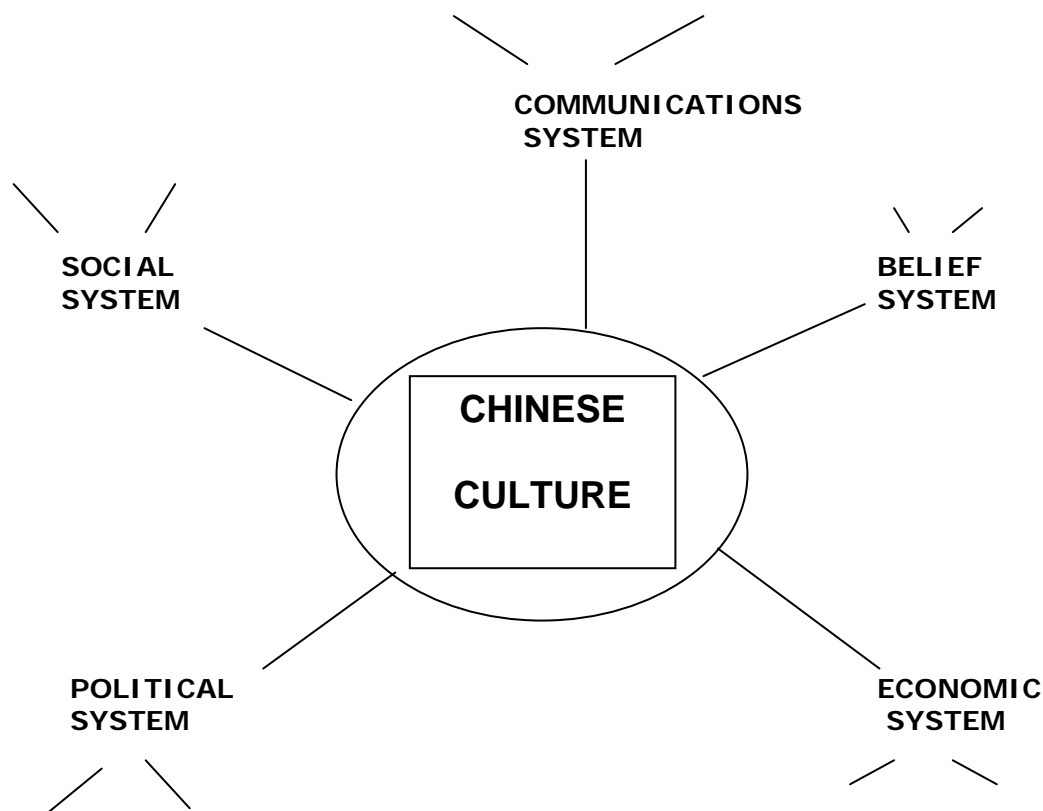 COMMUNICATIONS
SYSTEM
SOCIAL
SYSTEM
BELIEF
SYSTEM
CHINESE
CULTURE
POLITICAL
SYSTEM
ECONOMIC
SYSTEM